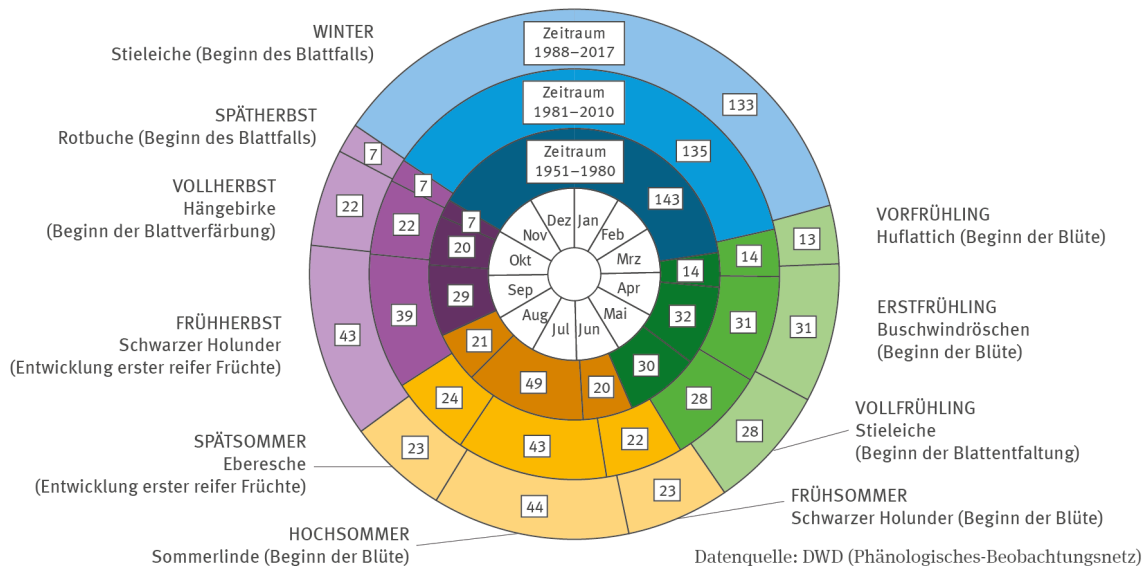 WINTER
Stieleiche (Beginn des Blattfalls)
SPÄTHERBST
Rotbuche (Beginn des Blattfalls)
VOLLHERBST
Hängebirke
(Beginn der Blattverfärbung)
FRÜHHERBST
Schwarzer Holunder
(Entwicklung erster reifer Früchte)
SPÄTSOMMER
Eberesche
(Entwicklung erster reifer Früchte)
HOCHSOMMER
Sommerlinde (Beginn der Blüte)
Zeitraum
1988–2017
133
13
31
28
23
44
23
43
22
7
Zeitraum
1981–2010
135
14
31
28
22
43
24
39
22
7
Zeitraum
1951–1980
143
14
32
30
20
49
21
29
20
7
Jan
Feb
Mrz
Apr
Mai
Jun
Jul
Aug
Sep
Okt
Nov
Dez
VORFRÜHLING
Huflattich (Beginn der Blüte)
ERSTFRÜHLING
Buschwindröschen
(Beginn der Blüte)
VOLLFRÜHLING
Stieleiche
(Beginn der Blattentfaltung)
FRÜHSOMMER
Schwarzer Holunder (Beginn der Blüte)
Datenquelle: DWD (Phänologisches-Beobachtungsnetz)